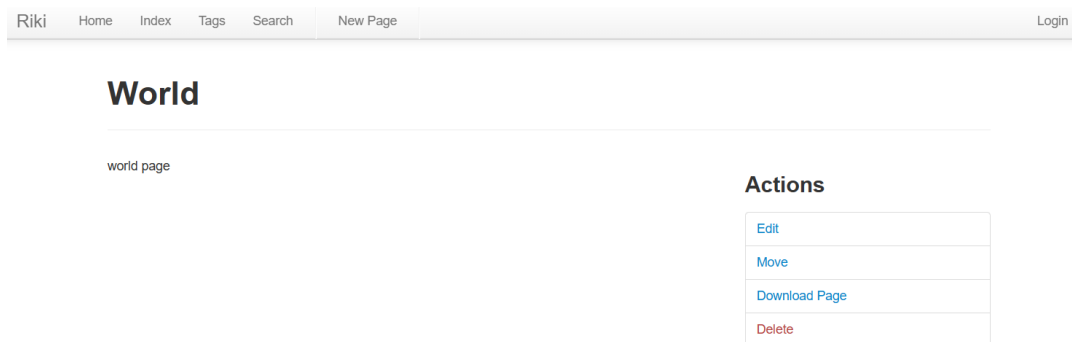 Riki Home Index Tags Search New Page Login
World
world page
Actions
Edit
Move
Download Page
Delete